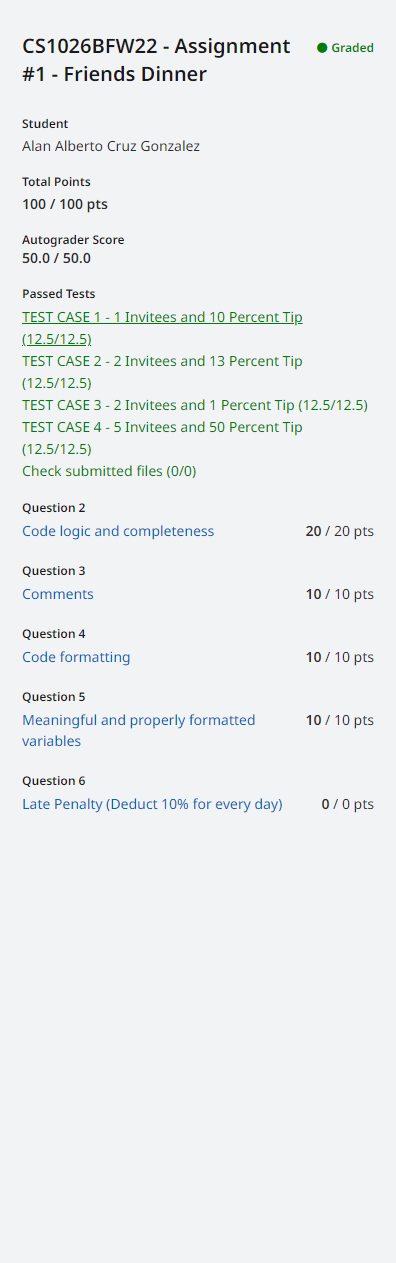 CS1026BFW22 - Assignment
#1 - Friends Dinner
Graded
Student
Alan Alberto Cruz Gonzalez
Total Points
100 / 100 pts
Autograder Score
50.0 / 50.0
Passed Tests
TEST CASE 1 - 1 Invitees and 10 Percent Tip
(12.5/12.5)
TEST CASE 2 - 2 Invitees and 13 Percent Tip
(12.5/12.5)
TEST CASE 3 - 2 Invitees and 1 Percent Tip (12.5/12.5)
TEST CASE 4 - 5 Invitees and 50 Percent Tip
(12.5/12.5)
Check submitted files (0/0)
Question 2
Code logic and completeness 20 / 20 pts
Question 3
Comments 10 / 10 pts
Question 4
Code formatting 10 / 10 pts
Question 5
Meaningful and properly formatted 10 / 10 pts
variables
Question 6
Late Penalty (Deduct 10% for every day) 0 / 0 pts